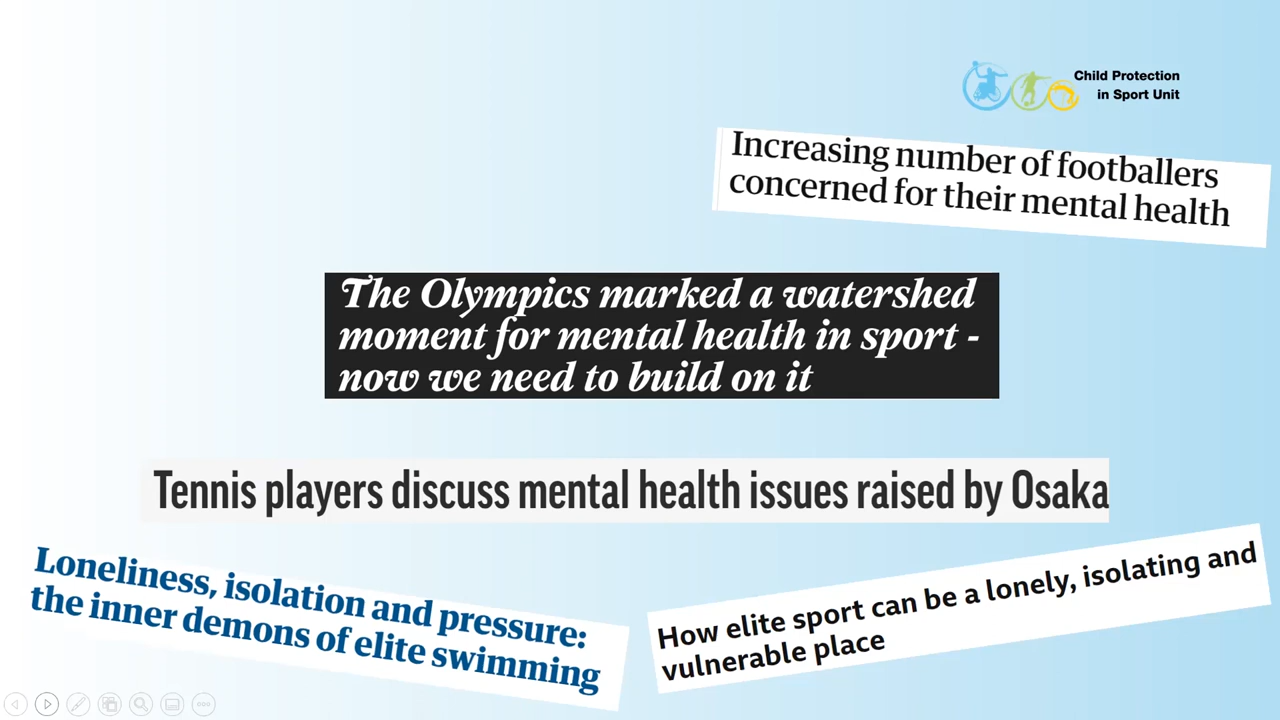 Child Protection
in Sport Unit
Increasing number of footballers
concerned for their mental health
The Olympics marked a watershed
moment for mental health in sport -
now we need to build on it
Tennis players discuss mental health issues raised by Osaka
Loneliness, isolation and pressure:
the inner demons of elite swimming
How elite sport can be a lonely, isolating and
vulnerable place